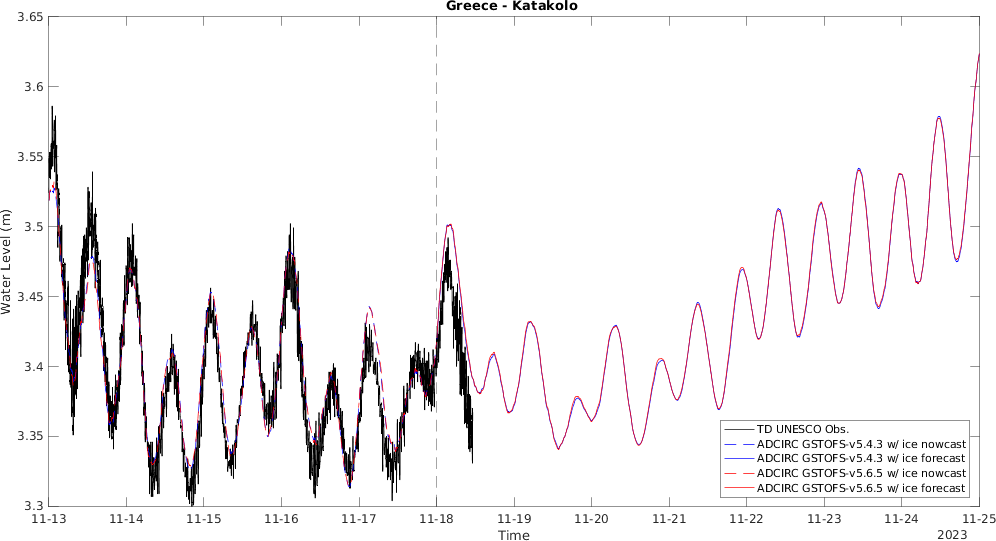 Greece - Katakolo
3.65
3.6
3.55
3.5
3.45
3.4
3.35
3.3
Water Level (m)
TD UNESCO Obs.
ADCIRC GSTOFS-v5.4.3 w/ ice nowcast
ADCIRC GSTOFS-v5.4.3 w/ ice forecast
ADCIRC GSTOFS-v5.6.5 w/ ice nowcast
ADCIRC GSTOFS-v5.6.5 w/ ice forecast
11-13 11-14 11-15 11-16 11-17 11-18 11-19 11-20 11-21 11-22 11-23 11-24 11-25
Time
2023